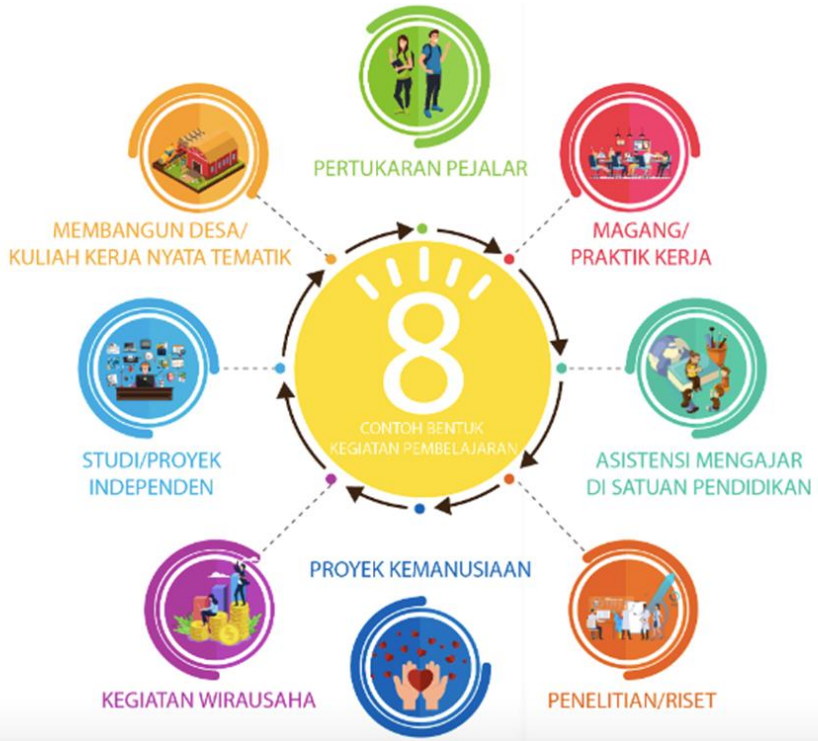 PERTUKARAN PEJALAR
MAGANG/
PRAKTIK KERJA
ASISTENSI MENGAJAR
DI SATUAN PENDIDIKAN
PENELITIAN/RISET
PROYEK KEMANUSIAAN
KEGIATAN WIRAUSAHA
STUDI/PROYEK
INDEPENDEN
MEMBANGUN DESA/
KULIAH KERJA NYATA TEMATIK
8
CONTOH BENTUK
KEGIATAN PEMBELAJARAN